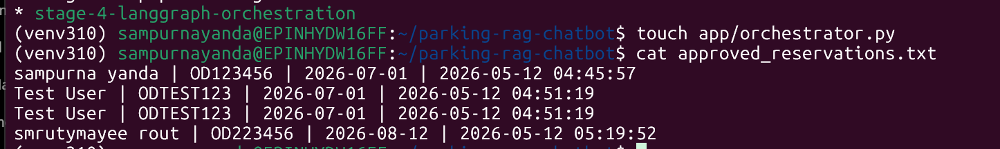 * stage-4-langgraph-orchestration
(venv310) sampurnayanda@EPINHYDW16FF:~/parking-rag-chatbot$ touch app/orchestrator.py
(venv310) sampurnayanda@EPINHYDW16FF:~/parking-rag-chatbot$ cat approved_reservations.txt
sampurna yanda | OD123456 | 2026-07-01 | 2026-05-12 04:45:57
Test User | ODTEST123 | 2026-07-01 | 2026-05-12 04:51:19
Test User | ODTEST123 | 2026-07-01 | 2026-05-12 04:51:19
smrutymayee rout | OD223456 | 2026-08-12 | 2026-05-12 05:19:52